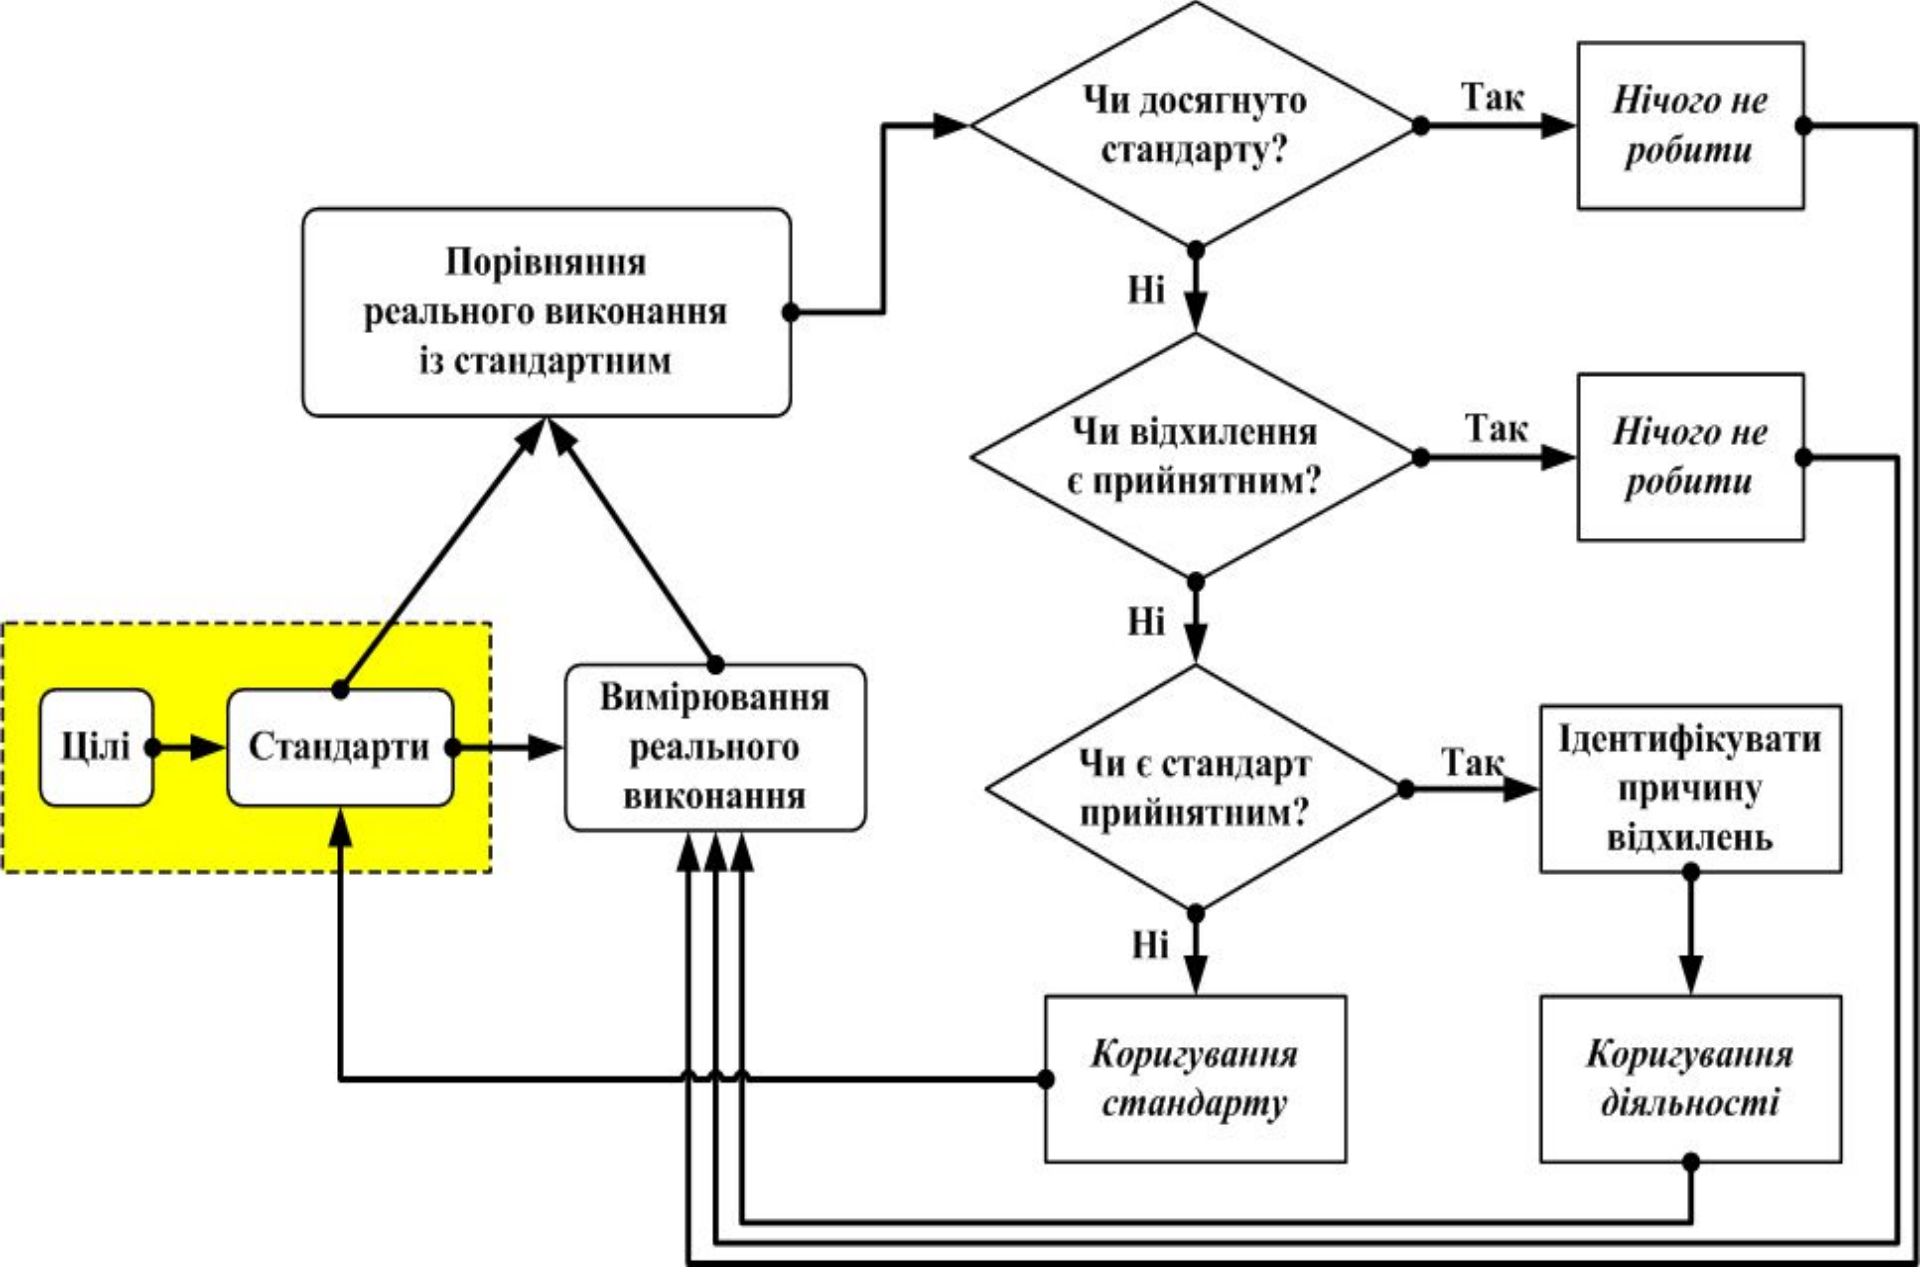 Чи досягнуто
стандарту?
Так
Нічого не
робити
Порівняння
реального виконання
із стандартним
Ні
Чи відхилення
є прийнятним?
Так
Нічого не
робити
Ні
Цілі
Стандарти
Вимірювання
реального
виконання
Чи є стандарт
прийнятним?
Так
Ідентифікувати
причину
відхилень
Ні
Коригування
стандарту
Коригування
діяльності